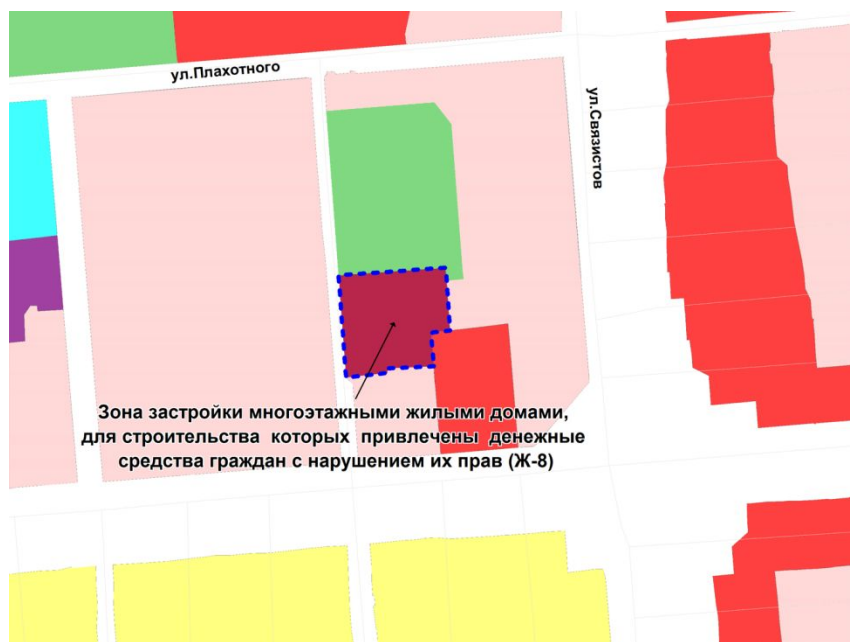 ул.Плахотного
ул.Связистов
Зона застройки многоэтажными жилыми домами,
для строительства которых привлечены денежные
средства граждан с нарушением их прав (Ж-8)